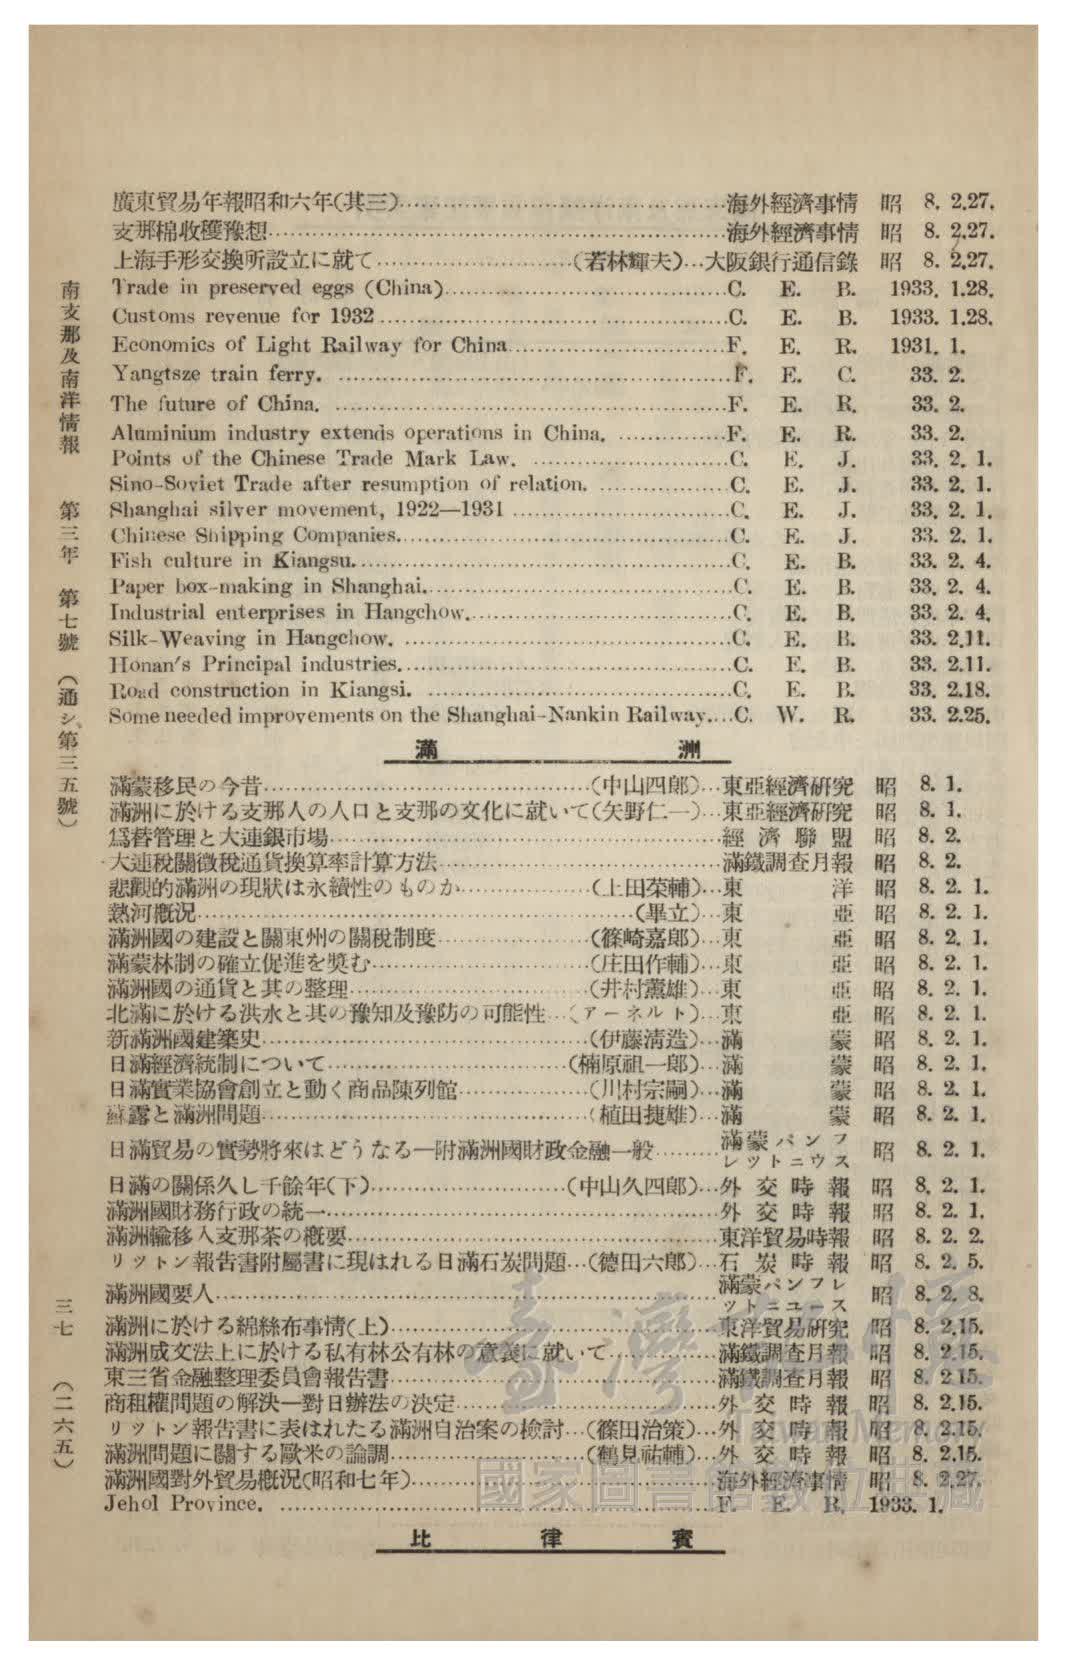 廣東貿易年報昭和六年(其三)……海外經濟事情 昭 8. 2.27.
支那棉收穫豫想……海外經濟事情 昭 8. 2.27.
上海手形交換所設立に就て……(若林輝夫)…大阪銀行通信錄 昭 8. 2.27.
Trade in preserved eggs (China)……C. E. B. 1933. 1.28.
Customs revenue for 1932……C. E. B. 1933. 1.28.
Economics of Light Railway for China……F. E. R. 1931. 1.
Yangtsze train ferry. ……F. E. C. 33. 2.
The future of China. ……F. E. R. 33. 2.
Aluminium industry extends operations in China. ……F. E. R. 33. 2.
Points of the Chinese Trade Mark Law. ……C. E. J. 33. 2. 1.
Sino-Soviet Trade after resumption of relation. ……C. E. J. 33. 2. 1.
Shanghai silver movement, 1922—1931……C. E. J. 33. 2. 1.
Chinese Shipping Companies.……C. E. J. 33. 2. 1.
Fish culture in Kiangsu.……C. E. B. 33. 2. 4.
Paper box-making in Shanghai.……C. E. B. 33. 2. 4.
Industrial enterprises in Hangchow.……C. E. B. 33. 2. 4.
Silk-Weaving in Hangchow. ……C. E. B. 33. 2.11.
Honan's Principal industries.……C. E. B. 33. 2.11.
Road construction in Kiangsi. ……C. E. B. 33. 2.18.
Some needed improvements on the Shanghai-Nankin Railway.…C. W. R. 33. 2.25.
滿洲
滿蒙移民の今昔……(中山四郎)…東亞經濟硏究 昭 8. 1.
滿洲に於ける支那人の人口と支那の文化に就いて(矢野仁一)…東亞經濟硏究 昭 8. 1.
爲替管理と大連銀市場……經濟聯盟 昭 8. 2.
大連稅關徵稅通貨換算率計算方法……滿鐵調査月報 昭 8. 2.
悲觀的滿洲の現狀は永續性のものか……(上田荣輔)…東洋 昭 8. 2. 1.
熱河槪況……(畢立)…東亞 昭 8. 2. 1.
滿洲國の建設と關東州の關稅制度……(篠崎嘉郎)…東亞 昭 8. 2. 1.
滿蒙林制の確立促進を奬む……(庄田作輔)…東亞 昭 8. 2. 1.
滿洲國の通貨と其の整理……(井村薰雄)…東亞 昭 8. 2. 1.
北滿に於ける洪水と其の豫知及豫防の可能性…(アーネルト)…東亞 昭 8. 2. 1.
新滿洲國建築史……(伊藤淸造)…滿蒙 昭 8. 2. 1.
日滿經濟統制について……(楠原祖一郎)…滿蒙 昭 8. 2. 1.
日滿實業協會創立と動く商品陳列館……(川村宗嗣)…滿蒙 昭 8. 2. 1.
蘇露と滿洲問題……(植田捷雄)…滿蒙 昭 8. 2. 1.
日滿貿易の實勢將來はどうなる—附滿洲國財政金融一般……滿蒙パンフレツトニウス 昭 8. 2. 1.
日滿の關係久し千餘年(下)……(中山久四郎)…外交時報 昭 8. 2. 1.
滿洲國財務行政の統一……外交時報 昭 8. 2. 1.
滿洲輸移入支那茶の槪要……東洋貿易時報 昭 8. 2. 2.
リツトン報告書附屬書に現はれる日滿石炭問題…(德田六郎)…石炭時報 昭 8. 2. 5.
滿洲國要人……滿蒙パンフレツトニユース 昭 8. 2. 8.
滿洲に於ける綿絲布事情(上)……東洋貿易硏究 昭 8. 2.15.
滿洲成文法上に於ける私有林公有林の意義に就いて……滿鐵調査月報 昭 8. 2.15.
東三省金融整理委員會報告書……滿鐵調査月報 昭 8. 2.15.
商租權問題の解決—對日辦法の決定……外交時報 昭 8. 2.15.
リツトン報告書に表はれたる滿洲自治案の檢討…(篠田治策)…外交時報 昭 8. 2.15.
滿洲問題に關する歐米の論調……(鶴見祐輔)…外交時報 昭 8. 2.15.
滿洲國對外貿易槪況(昭和七年)……海外經濟事情 昭 8. 2.27.
Jehol Province. ……F. E. R. 1933. 1.
比律賓
南支那及南洋情報 第三年 第七號 (通シ第三五號)
三七 (二六五)
臺灣記憶
Taiwan Memory
國家圖書館數位典藏